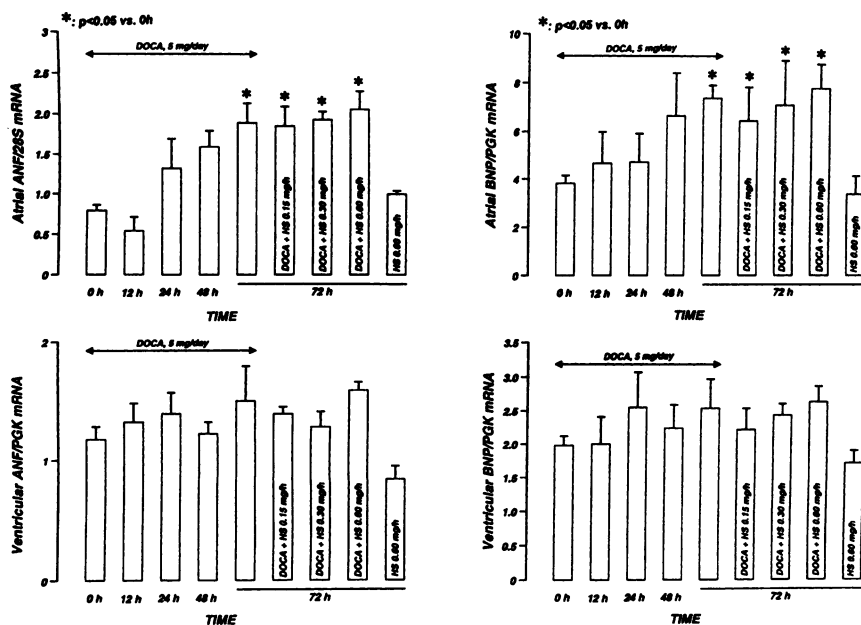 *: p<0.05 vs. 0h
DOCA, 5 mg/day
Atrial ANF/28S mRNA
2.5
2
1.5
1.0
0.5
0
DOCA + HS 0.15 mg/h
DOCA + HS 0.30 mg/h
DOCA + HS 0.60 mg/h
HS 0.60 mg/h
* * * *
0 h 12 h 24 h 48 h 72 h
TIME
*: p<0.05 vs. 0h
DOCA, 5 mg/day
Atrial BNP/PGK mRNA
10
8
6
4
2
0
DOCA + HS 0.15 mg/h
DOCA + HS 0.30 mg/h
DOCA + HS 0.60 mg/h
HS 0.60 mg/h
* * * *
0 h 12 h 24 h 48 h 72 h
TIME
DOCA, 5 mg/day
Ventricular ANF/PGK mRNA
2
1
0
DOCA + HS 0.15 mg/h
DOCA + HS 0.30 mg/h
DOCA + HS 0.60 mg/h
HS 0.60 mg/h
0 h 12 h 24 h 48 h 72 h
TIME
DOCA, 5 mg/day
Ventricular BNP/PGK mRNA
3.5
3.0
2.5
2.0
1.5
1.0
0.5
0.0
DOCA + HS 0.15 mg/h
DOCA + HS 0.30 mg/h
DOCA + HS 0.60 mg/h
HS 0.60 mg/h
0 h 12 h 24 h 48 h 72 h
TIME